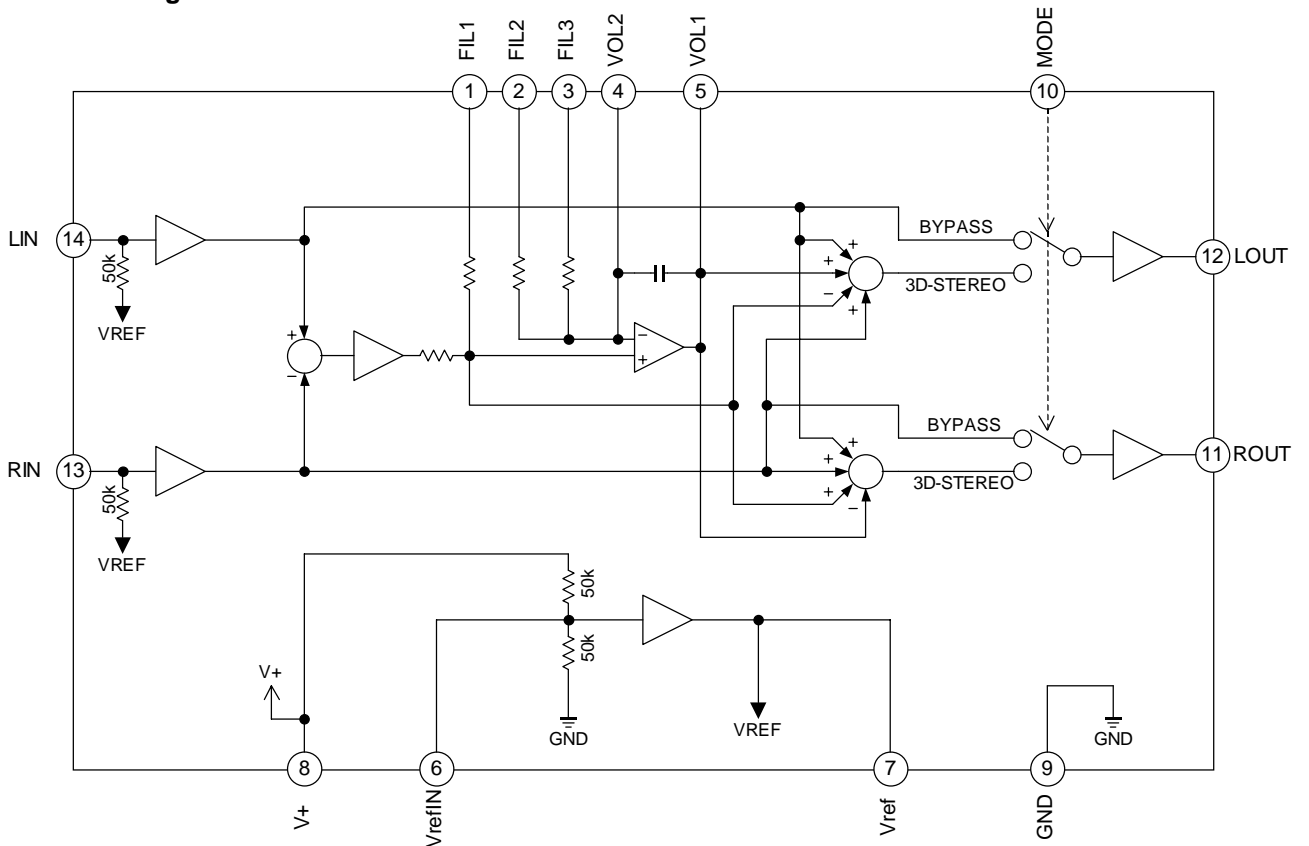 FIL1
FIL2
FIL3
VOL2
VOL1
MODE
1
2
3
4
5
10
LIN
14
50k
VREF
BYPASS
12
LOUT
3D-STEREO
+
+
−
+
+
−
−
+
RIN
13
50k
VREF
BYPASS
11
ROUT
3D-STEREO
+
+
+
−
50k
50k
V+
GND
VREF
GND
8
6
7
9
V+
VrefIN
Vref
GND